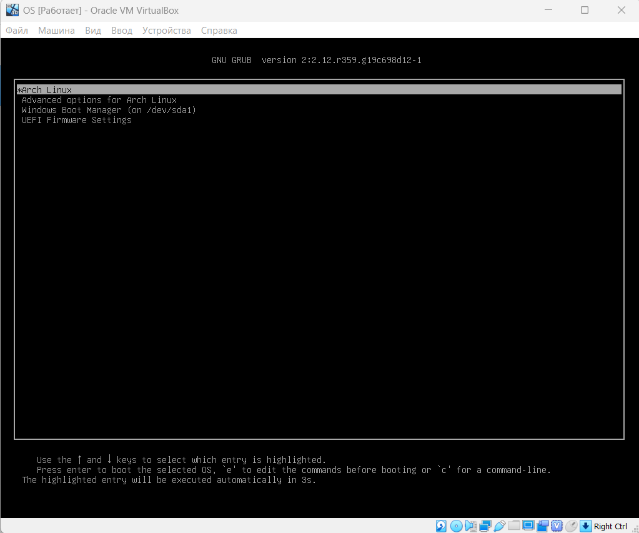 OS [Работает] - Oracle VM VirtualBox
Файл Машина Вид Ввод Устройства Справка
GNU GRUB version 2:2.12.r359.g19c698d12-1
*Arch Linux
Advanced options for Arch Linux
Windows Boot Manager (on /dev/sda1)
UEFI Firmware Settings
Use the ↑ and ↓ keys to select which entry is highlighted.
Press enter to boot the selected OS, `e' to edit the commands before booting or `c' for a command-line.
The highlighted entry will be executed automatically in 3s.
Right Ctrl